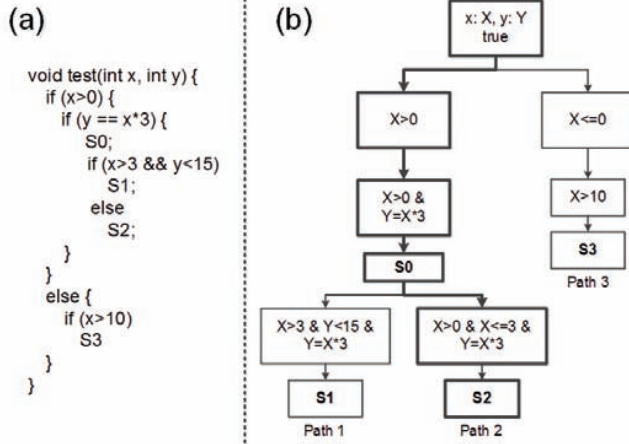 (a)
void test(int x, int y) {
if (x>0) {
if (y == x*3) {
S0;
if (x>3 && y<15)
S1;
else
S2;
}
}
else {
if (x>10)
S3
}
}
(b)
x: X, y: Y
true
X>0
X<=0
X>0 &
Y=X*3
X>10
S0
S3
Path 3
X>3 & Y<15 &
Y=X*3
X>0 & X<=3 &
Y=X*3
S1
S2
Path 1
Path 2